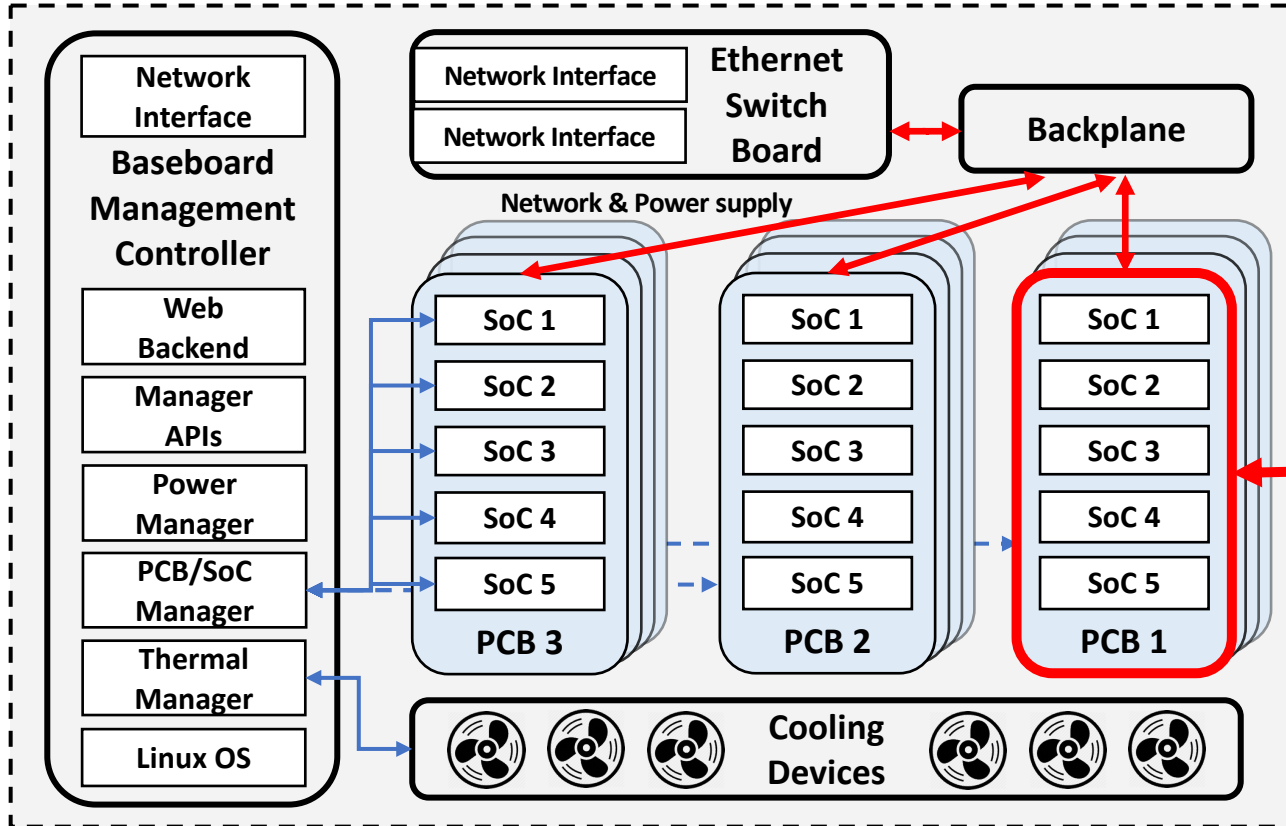 Network
Interface
Baseboard
Management
Controller
Web
Backend
Manager
APIs
Power
Manager
PCB/SoC
Manager
Thermal
Manager
Linux OS
Network Interface
Network Interface
Ethernet
Switch
Board
Backplane
Network & Power supply
SoC 1
SoC 2
SoC 3
SoC 4
SoC 5
PCB 3
SoC 1
SoC 2
SoC 3
SoC 4
SoC 5
PCB 2
SoC 1
SoC 2
SoC 3
SoC 4
SoC 5
PCB 1
Cooling
Devices